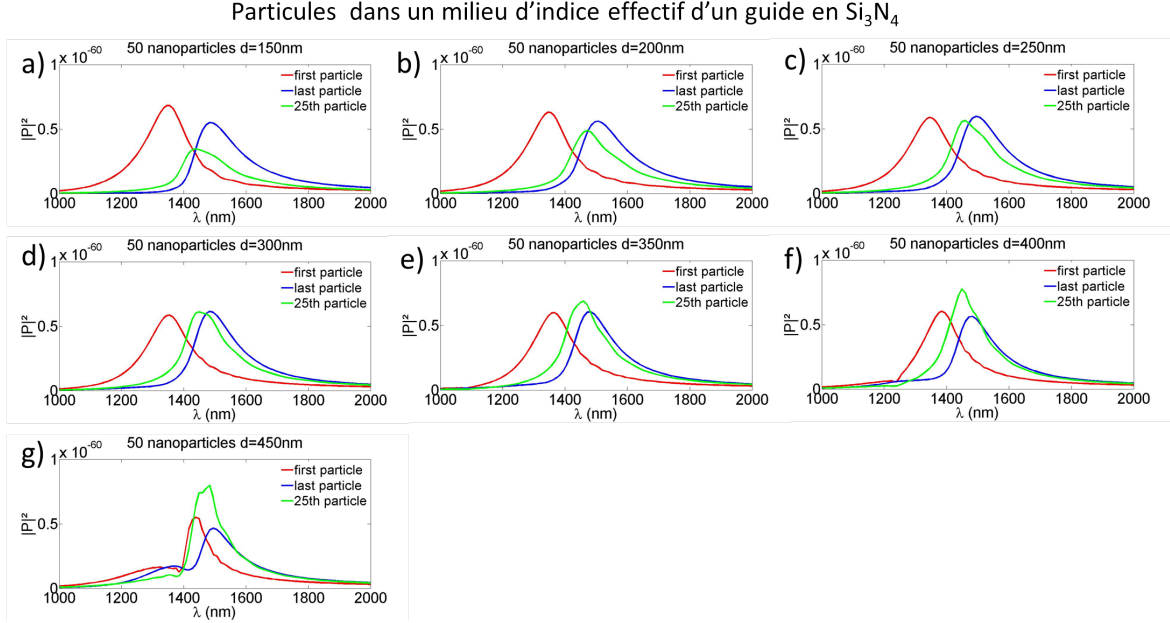 Particules dans un milieu d’indice effectif d’un guide en Si₃N₄
a)
1 x 10⁻⁶⁰
50 nanoparticles d=150nm
first particle
last particle
25th particle
|P|²
0.5
0
1000 1200 1400 1600 1800 2000
λ (nm)
b)
1 x 10⁻⁶⁰
50 nanoparticles d=200nm
first particle
last particle
25th particle
|P|²
0.5
0
1000 1200 1400 1600 1800 2000
λ (nm)
c)
1 x 10⁻⁶⁰
50 nanoparticles d=250nm
first particle
last particle
25th particle
|P|²
0.5
0
1000 1200 1400 1600 1800 2000
λ (nm)
d)
1 x 10⁻⁶⁰
50 nanoparticles d=300nm
first particle
last particle
25th particle
|P|²
0.5
0
1000 1200 1400 1600 1800 2000
λ (nm)
e)
1 x 10⁻⁶⁰
50 nanoparticles d=350nm
first particle
last particle
25th particle
|P|²
0.5
0
1000 1200 1400 1600 1800 2000
λ (nm)
f)
1 x 10⁻⁶⁰
50 nanoparticles d=400nm
first particle
last particle
25th particle
|P|²
0.5
0
1000 1200 1400 1600 1800 2000
λ (nm)
g)
1 x 10⁻⁶⁰
50 nanoparticles d=450nm
first particle
last particle
25th particle
|P|²
0.5
0
1000 1200 1400 1600 1800 2000
λ (nm)